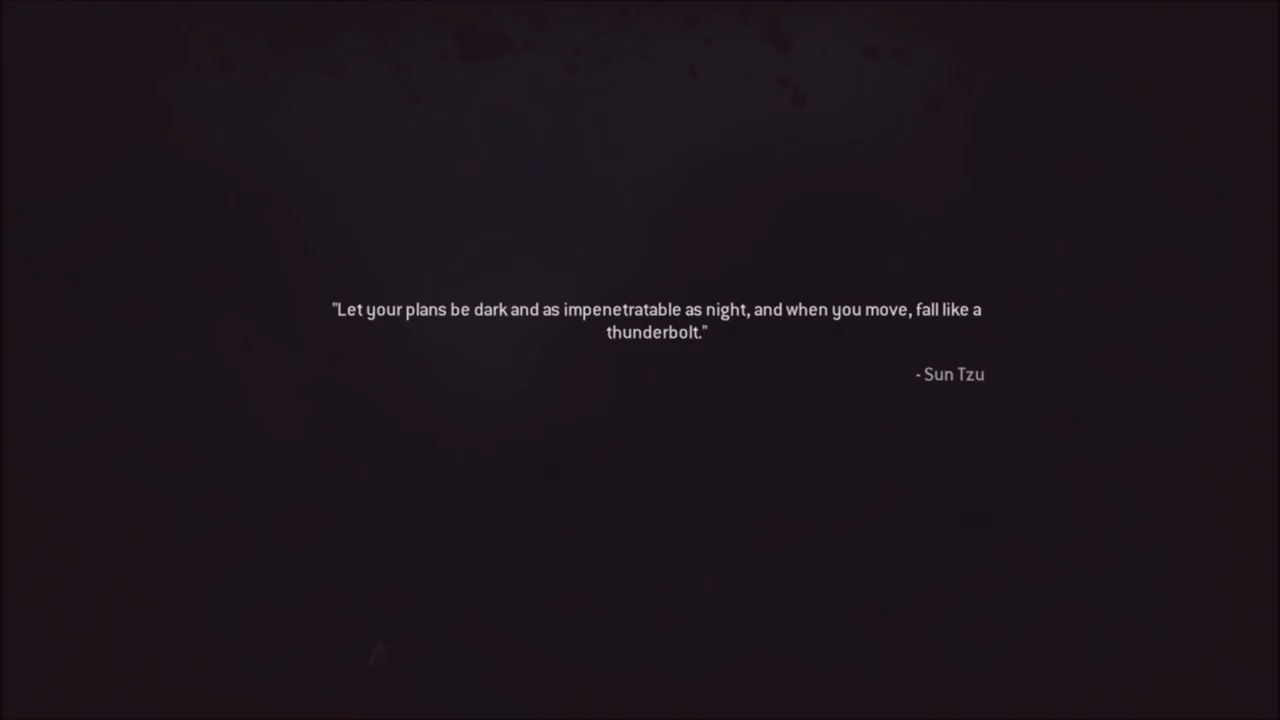 "Let your plans be dark and as impenetratable as night, and when you move, fall like a
thunderbolt."
- Sun Tzu